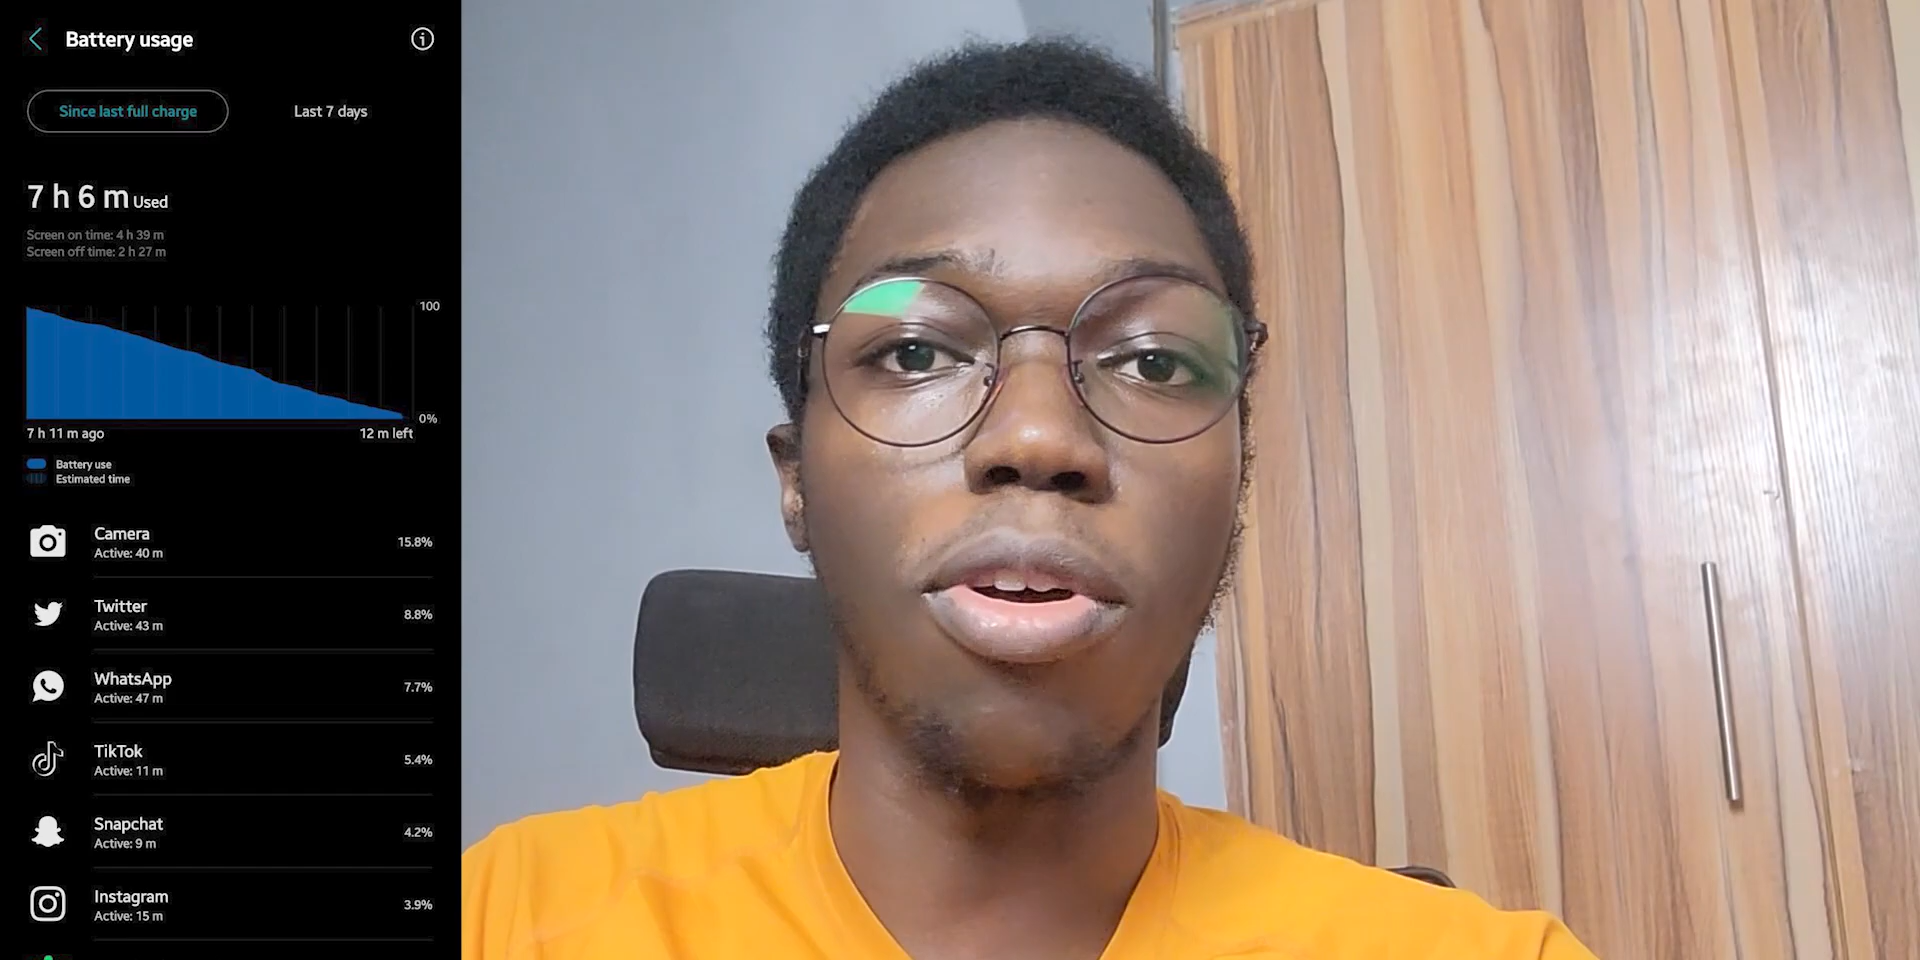 Battery usage
Since last full charge
Last 7 days
7 h 6 m Used
Screen on time: 4 h 39 m
Screen off time: 2 h 27 m
100
0%
7 h 11 m ago
12 m left
Battery use
Estimated time
Camera
Active: 40 m
15.8%
Twitter
Active: 43 m
8.8%
WhatsApp
Active: 47 m
7.7%
TikTok
Active: 11 m
5.4%
Snapchat
Active: 9 m
4.2%
Instagram
Active: 15 m
3.9%